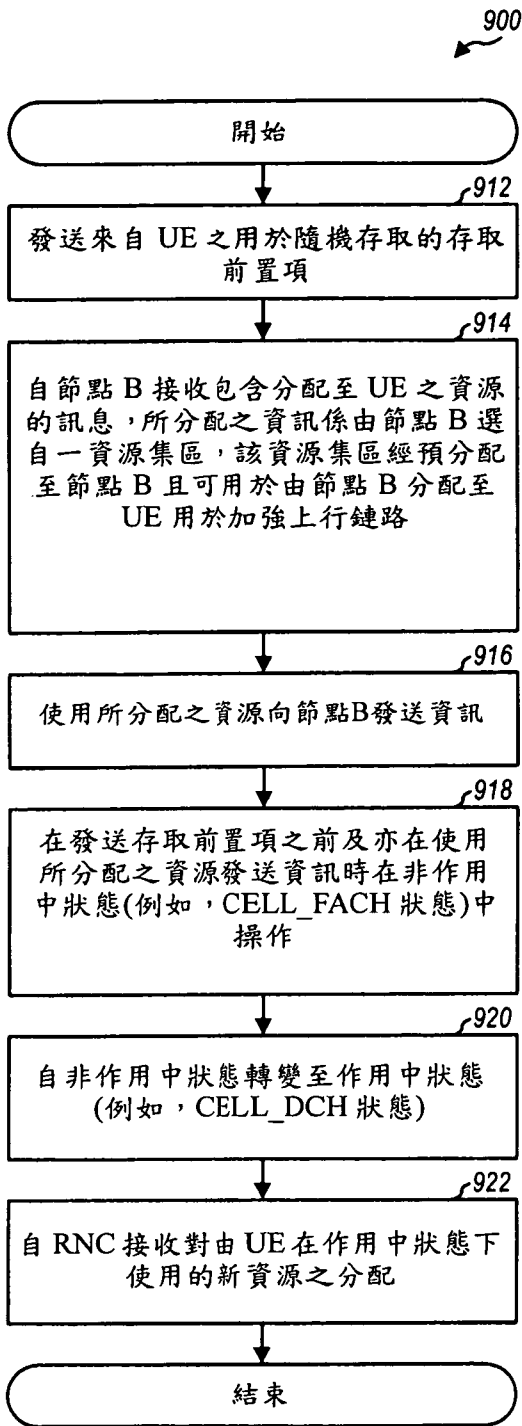 900
開始
912
發送來自 UE 之用於隨機存取的存取
前置項
914
自節點 B 接收包含分配至 UE 之資源
的訊息，所分配之資訊係由節點 B 選
自一資源集區，該資源集區經預分配
至節點 B 且可用於由節點 B 分配至
UE 用於加強上行鏈路
916
使用所分配之資源向節點B發送資訊
918
在發送存取前置項之前及亦在使用
所分配之資源發送資訊時在非作用
中狀態(例如，CELL_FACH 狀態)中
操作
920
自非作用中狀態轉變至作用中狀態
(例如，CELL_DCH 狀態)
922
自 RNC 接收對由 UE 在作用中狀態下
使用的新資源之分配
結束